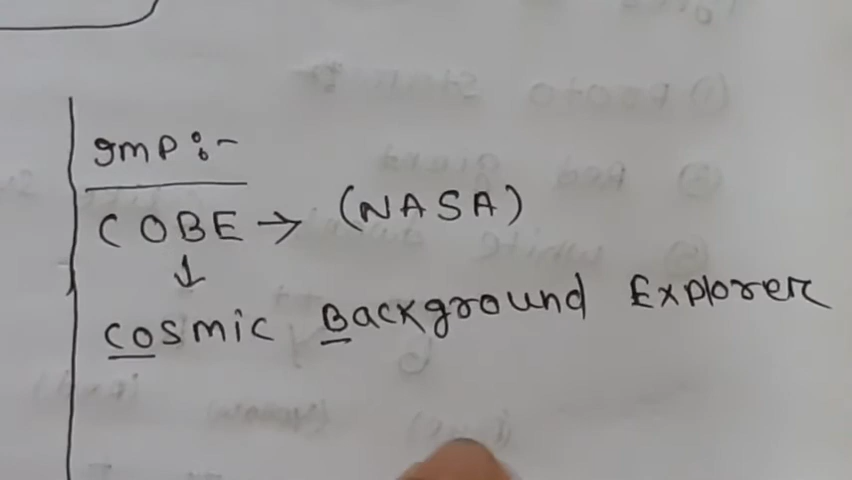 Imp:-
COBE → (NASA)
↓
Cosmic Background Explorer